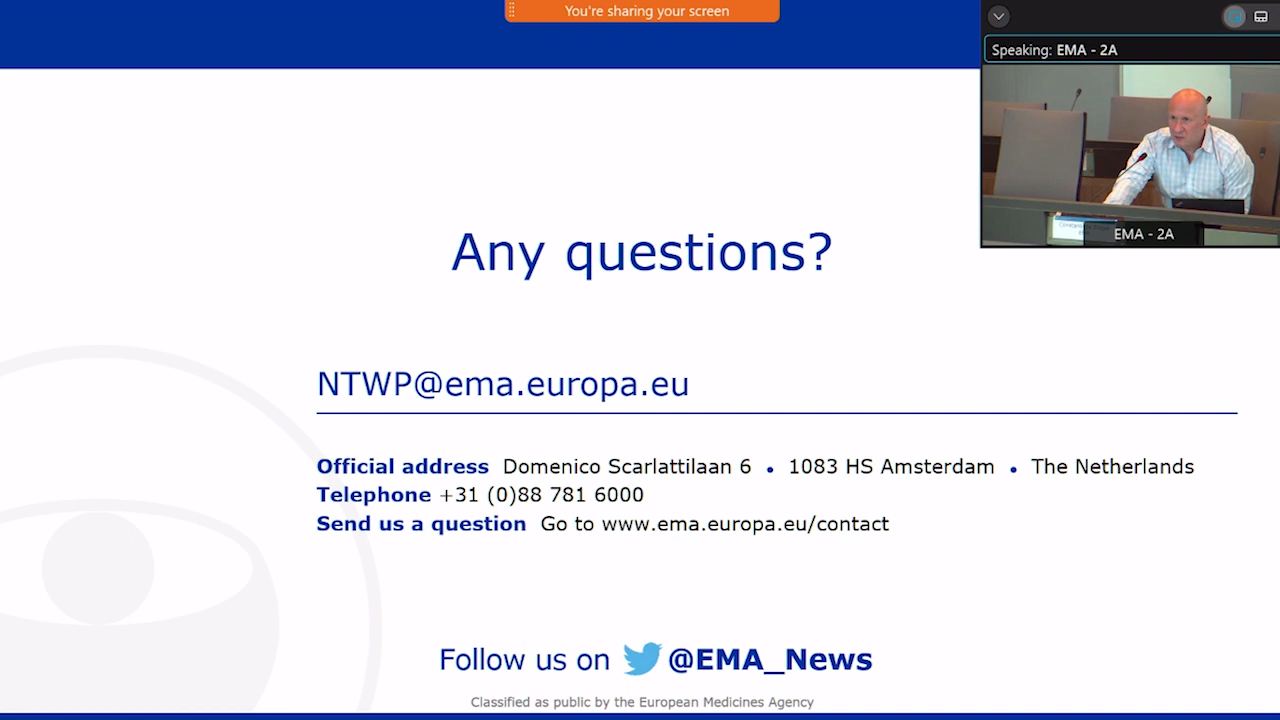 You're sharing your screen
Speaking: EMA - 2A
EMA - 2A
Any questions?
NTWP@ema.europa.eu
Official address Domenico Scarlattilaan 6 • 1083 HS Amsterdam • The Netherlands
Telephone +31 (0)88 781 6000
Send us a question Go to www.ema.europa.eu/contact
Follow us on @EMA_News
Classified as public by the European Medicines Agency